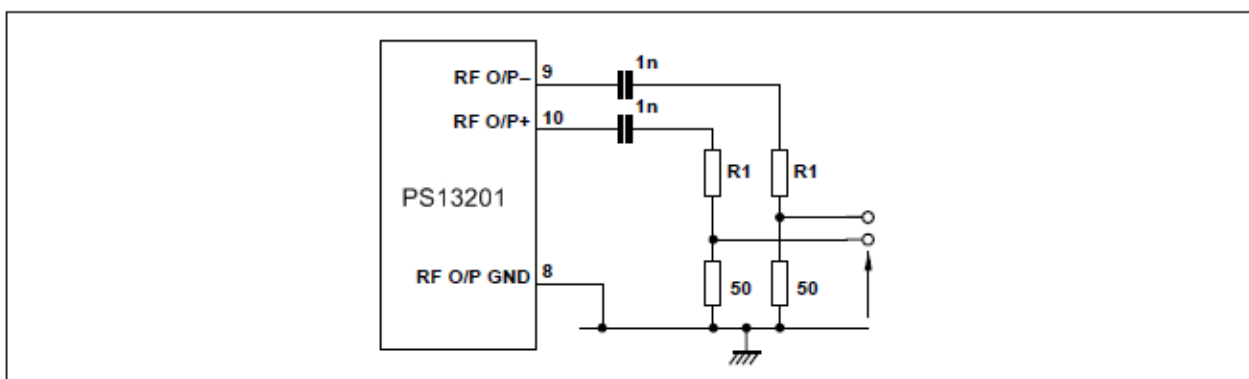 RF O/P– 9 1n
RF O/P+ 10 1n
R1 R1
PS13201
RF O/P GND 8
50 50